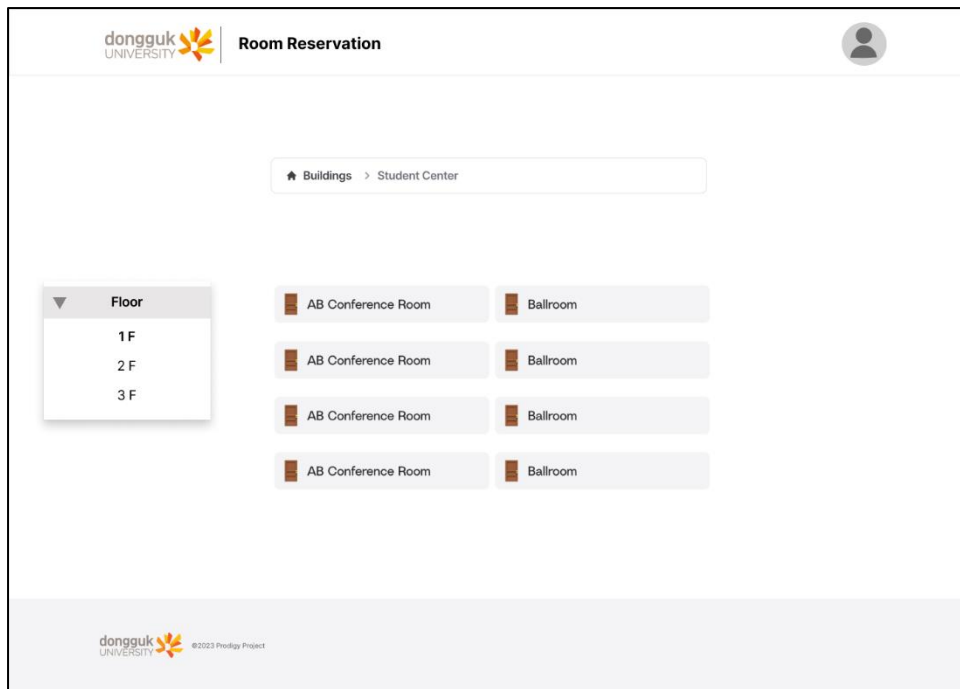 dongguk
UNIVERSITY
Room Reservation
Buildings > Student Center
Floor
1 F
2 F
3 F
AB Conference Room
Ballroom
AB Conference Room
Ballroom
AB Conference Room
Ballroom
AB Conference Room
Ballroom
dongguk
UNIVERSITY
©2023 Prodigy Project